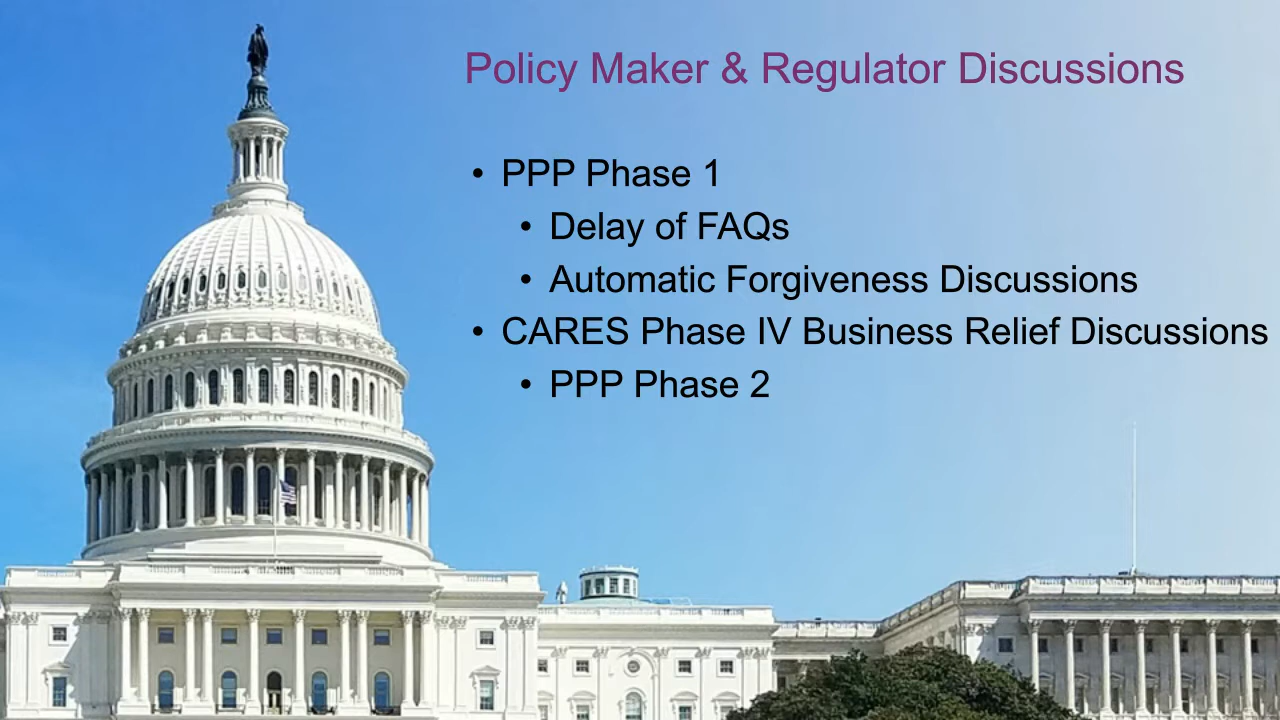 Policy Maker & Regulator Discussions
• PPP Phase 1
• Delay of FAQs
• Automatic Forgiveness Discussions
• CARES Phase IV Business Relief Discussions
• PPP Phase 2